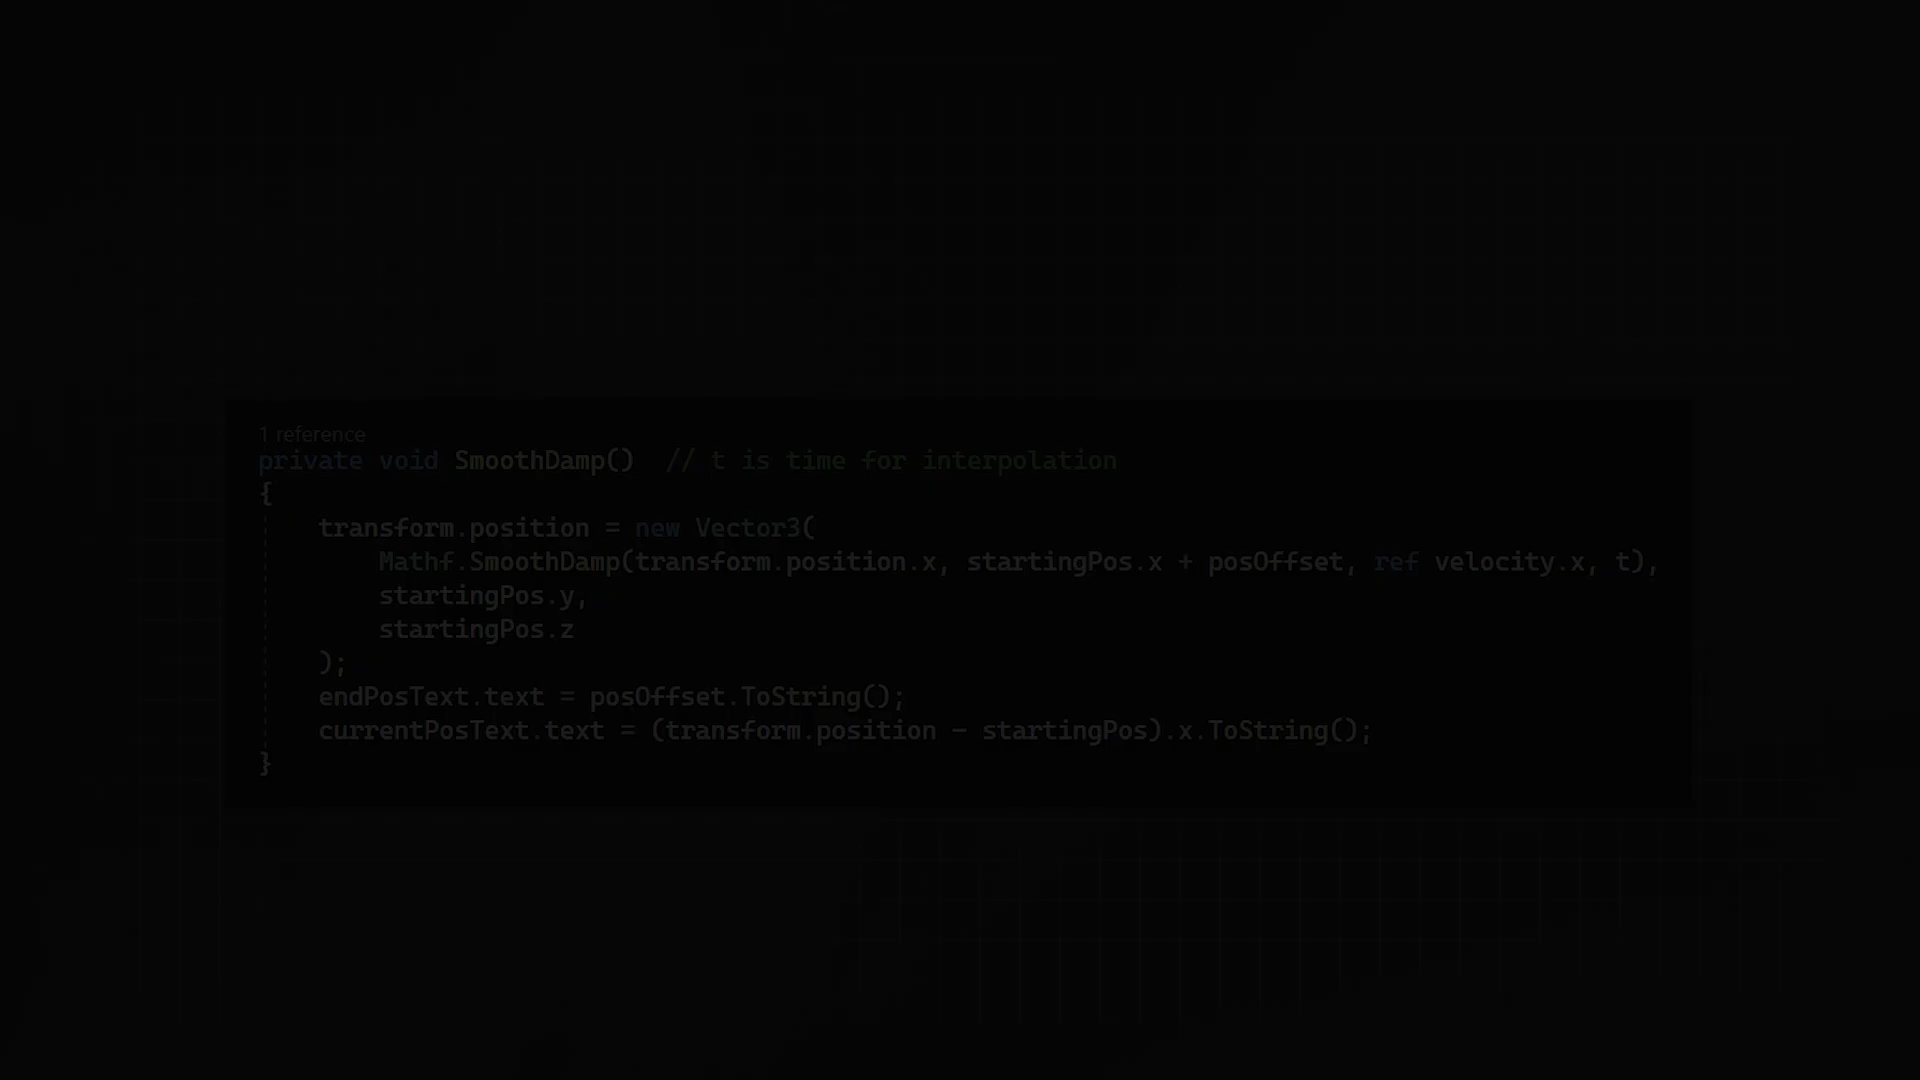 1 reference
private void SmoothDamp()  // t is time for interpolation
{
    transform.position = new Vector3(
        Mathf.SmoothDamp(transform.position.x, startingPos.x + posOffset, ref velocity.x, t),
        startingPos.y,
        startingPos.z
    );
    endPosText.text = posOffset.ToString();
    currentPosText.text = (transform.position - startingPos).x.ToString();
}